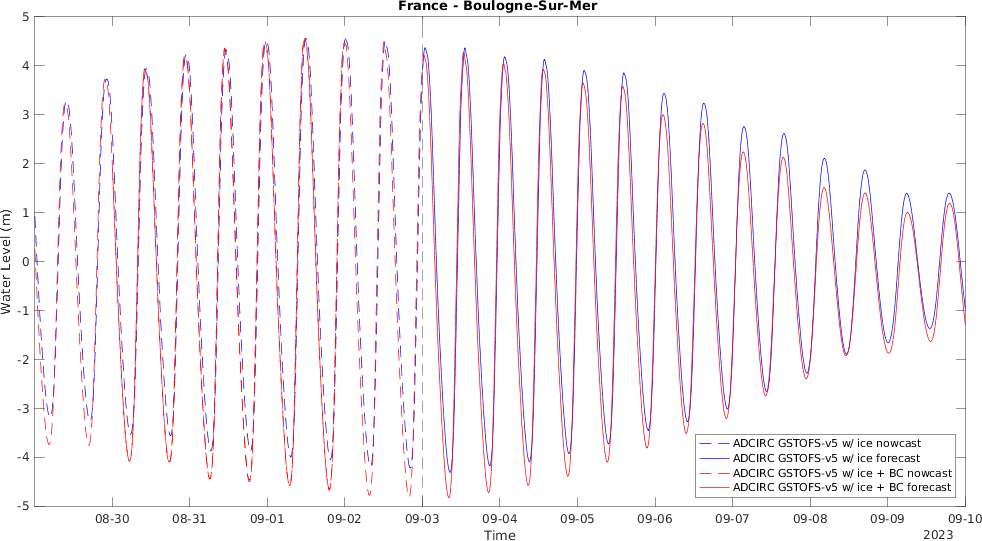 France - Boulogne-Sur-Mer
5
4
3
2
1
0
-1
-2
-3
-4
-5
Water Level (m)
ADCIRC GSTOFS-v5 w/ ice nowcast
ADCIRC GSTOFS-v5 w/ ice forecast
ADCIRC GSTOFS-v5 w/ ice + BC nowcast
ADCIRC GSTOFS-v5 w/ ice + BC forecast
08-30 08-31 09-01 09-02 09-03 09-04 09-05 09-06 09-07 09-08 09-09 09-10
Time
2023